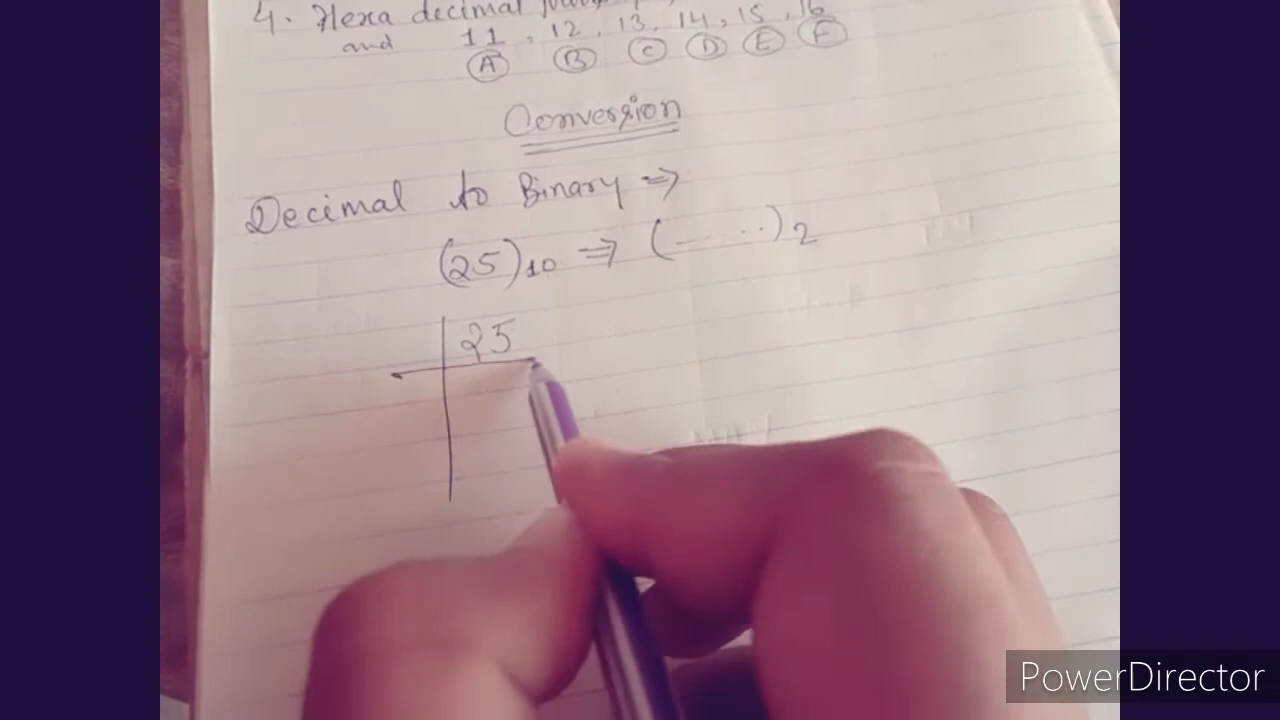 4. Hexa decimal
and 11, 12, 13, 14, 15, 16
A B C D E F
Conversion
Decimal to Binary ⇒
(25)10 ⇒ (......)2
25
PowerDirector